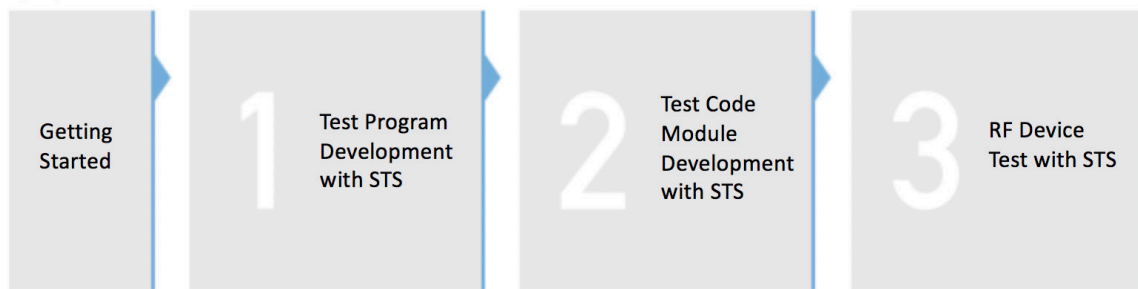 Getting
Started
1
Test Program
Development
with STS
2
Test Code
Module
Development
with STS
3
RF Device
Test with STS